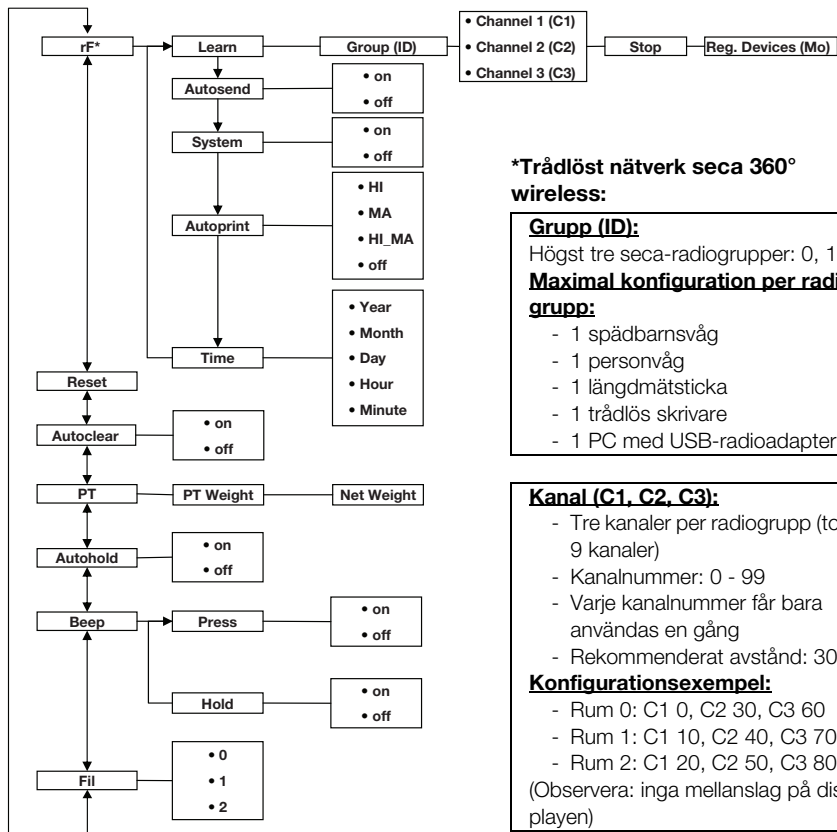 rF*
Learn
Group (ID)
• Channel 1 (C1)
• Channel 2 (C2)
• Channel 3 (C3)
Stop
Reg. Devices (Mo)
Autosend
• on
• off
System
• on
• off
Autoprint
• HI
• MA
• HI_MA
• off
Time
• Year
• Month
• Day
• Hour
• Minute
Reset
Autoclear
• on
• off
PT
PT Weight
Net Weight
Autohold
• on
• off
Beep
Press
• on
• off
Hold
• on
• off
Fil
• 0
• 1
• 2
*Trådlöst nätverk seca 360°
wireless:
Grupp (ID):
Högst tre seca-radiogrupper: 0, 1
Maximal konfiguration per
grupp:
- 1 spädbarnsvåg
- 1 personvåg
- 1 längdmätsticka
- 1 trådlös skrivare
- 1 PC med USB-radioadapter
Kanal (C1, C2, C3):
- Tre kanaler per radiogrupp
9 kanaler)
- Kanalnummer: 0 - 99
- Varje kanalnummer får bara
användas en gång
- Rekommenderat avstånd: 30
Konfigurationsexempel:
- Rum 0: C1 0, C2 30, C3 60
- Rum 1: C1 10, C2 40, C3 70
- Rum 2: C1 20, C2 50, C3 80
(Observera: inga mellanslag på
playen)